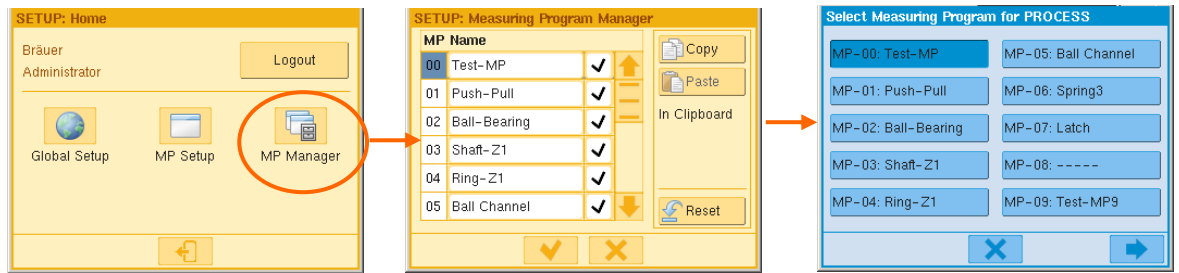 SETUP: Home
Bräuer
Administrator
Logout
Global Setup
MP Setup
MP Manager
SETUP: Measuring Program Manager
MP Name
00 Test-MP
01 Push-Pull
02 Ball-Bearing
03 Shaft-Z1
04 Ring-Z1
05 Ball Channel
Copy
Paste
In Clipboard
Reset
Select Measuring Program for PROCESS
MP-00: Test-MP
MP-01: Push-Pull
MP-02: Ball-Bearing
MP-03: Shaft-Z1
MP-04: Ring-Z1
MP-05: Ball Channel
MP-06: Spring3
MP-07: Latch
MP-08: -----
MP-09: Test-MP9